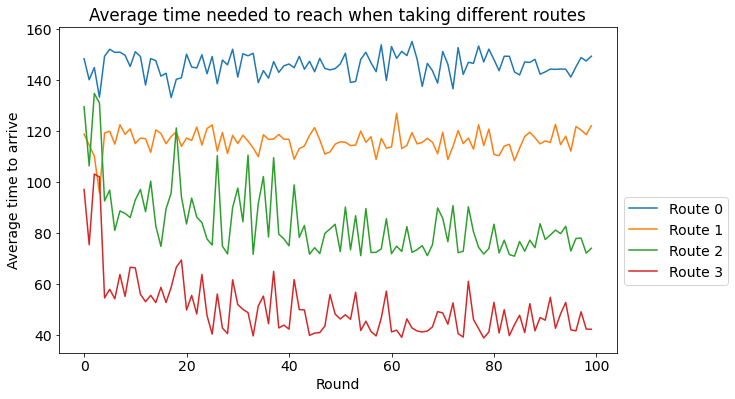 Average time needed to reach when taking different routes
Average time to arrive
160
140
120
100
80
60
40
0
20
40
60
80
100
Round
Route 0
Route 1
Route 2
Route 3